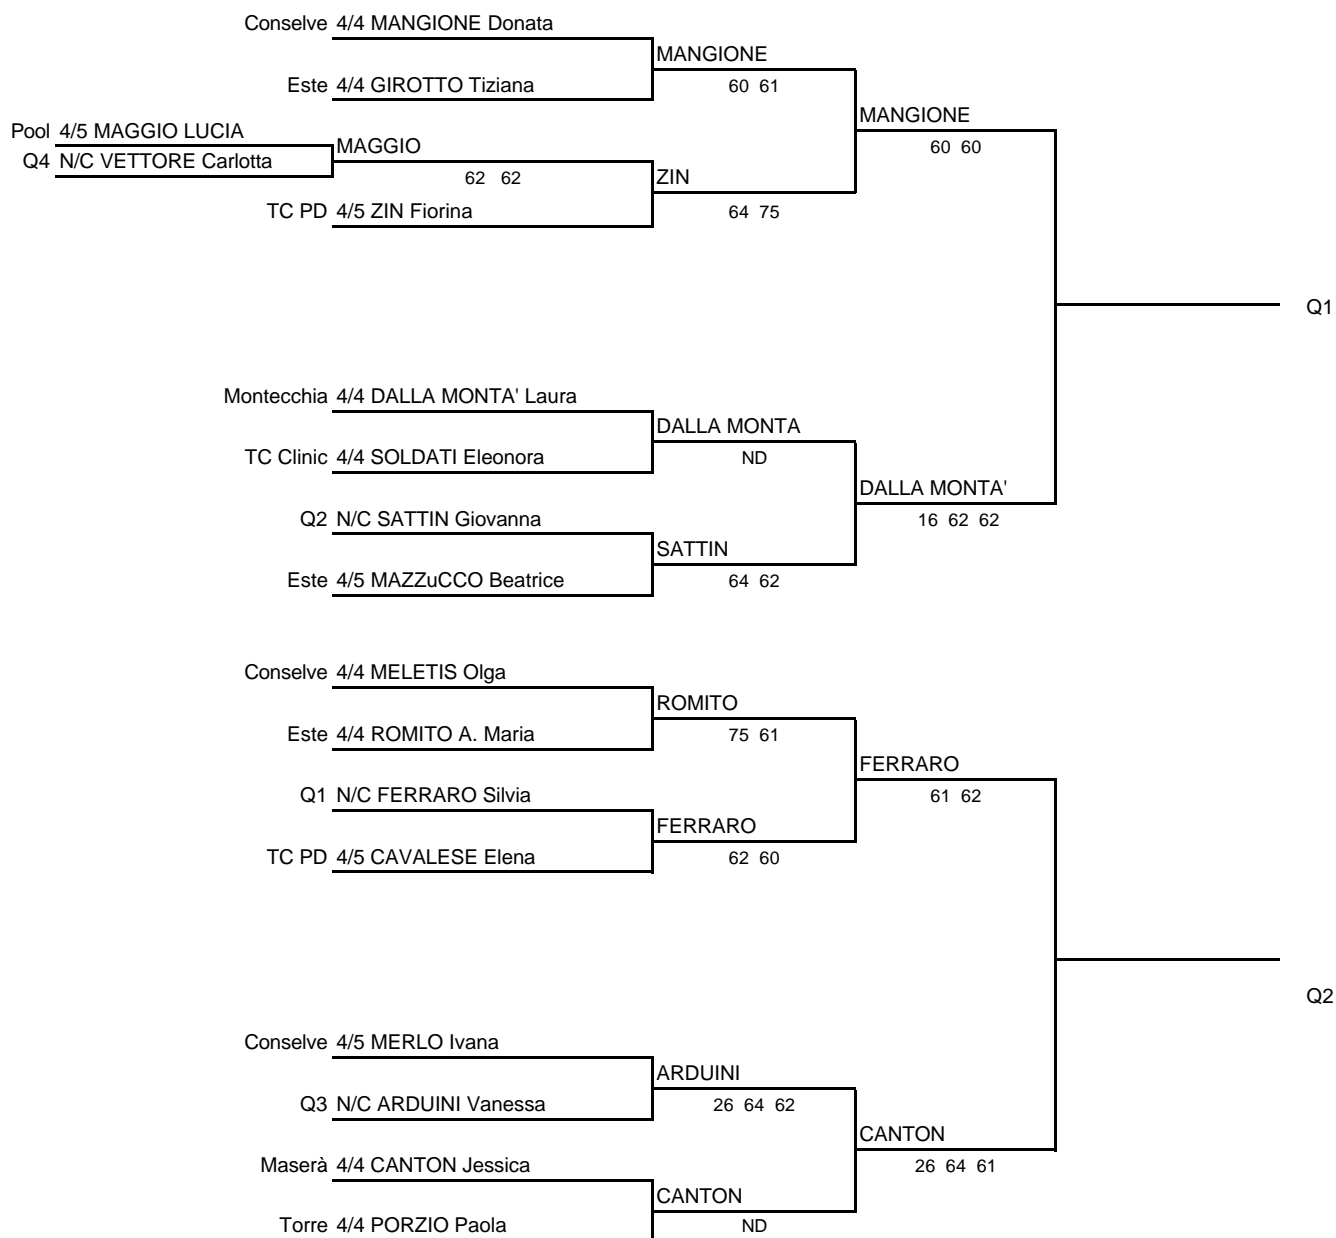 Conselve 4/4 MANGIONE Donata
MANGIONE
Este 4/4 GIROTTO Tiziana
60 61
MANGIONE
Pool 4/5 MAGGIO LUCIA
MAGGIO
60 60
Q4 N/C VETTORE Carlotta
62 62
ZIN
TC PD 4/5 ZIN Fiorina
64 75
Q1
Montecchia 4/4 DALLA MONTA' Laura
DALLA MONTA
TC Clinic 4/4 SOLDATI Eleonora
ND
DALLA MONTA'
Q2 N/C SATTIN Giovanna
16 62 62
SATTIN
Este 4/5 MAZZuCCO Beatrice
64 62
Conselve 4/4 MELETIS Olga
ROMITO
Este 4/4 ROMITO A. Maria
75 61
FERRARO
Q1 N/C FERRARO Silvia
61 62
FERRARO
TC PD 4/5 CAVALESE Elena
62 60
Q2
Conselve 4/5 MERLO Ivana
ARDUINI
Q3 N/C ARDUINI Vanessa
26 64 62
CANTON
Maserà 4/4 CANTON Jessica
26 64 61
CANTON
Torre 4/4 PORZIO Paola
ND